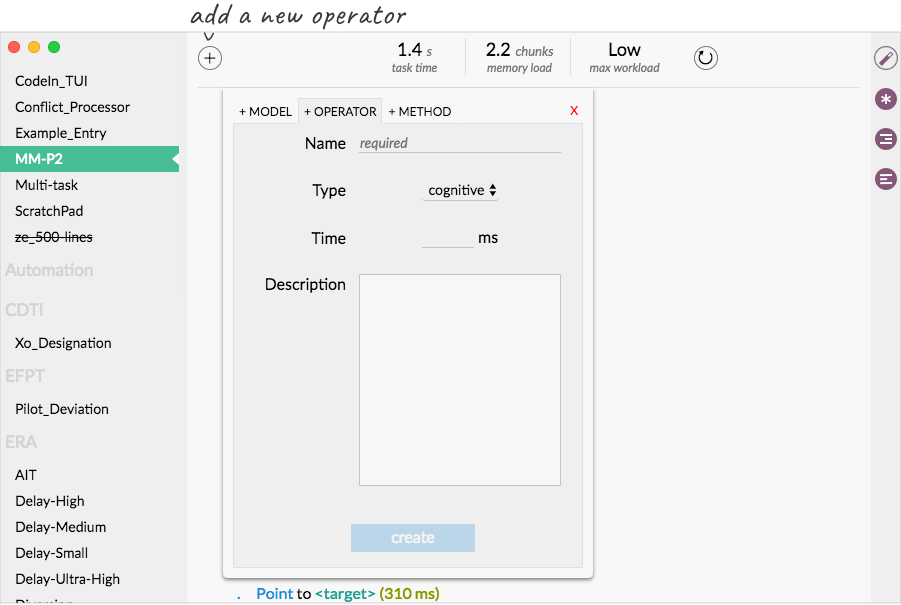 add a new operator
1.4 s
task time
2.2 chunks
memory load
Low
max workload
CodeIn_TUI
Conflict_Processor
Example_Entry
MM-P2
Multi-task
ScratchPad
ze_500-lines
Automation
CDTI
Xo_Designation
EFPT
Pilot_Deviation
ERA
AIT
Delay-High
Delay-Medium
Delay-Small
Delay-Ultra-High
+ MODEL + OPERATOR + METHOD X
Name required
Type cognitive
Time ms
Description
create
. Point to <target> (310 ms)